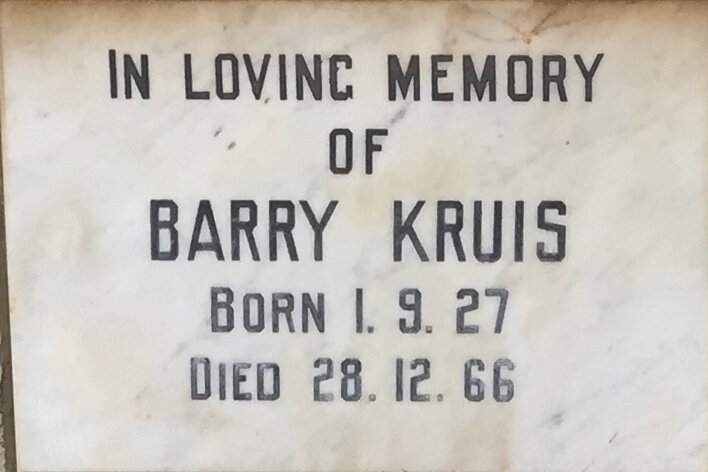 IN LOVING MEMORY
OF
BARRY KRUIS
BORN 1. 9. 27
DIED 28. 12. 66